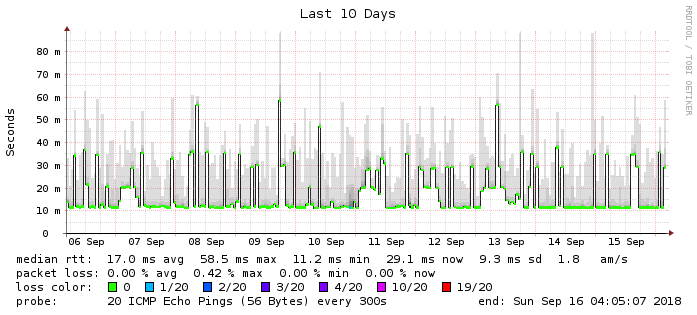 Last 10 Days
RRDTOOL / TOBI OETIKER
Seconds
80 m
70 m
60 m
50 m
40 m
30 m
20 m
10 m
0
06 Sep 07 Sep 08 Sep 09 Sep 10 Sep 11 Sep 12 Sep 13 Sep 14 Sep 15 Sep
median rtt: 17.0 ms avg 58.5 ms max 11.2 ms min 29.1 ms now 9.3 ms sd 1.8 am/s
packet loss: 0.00 % avg 0.42 % max 0.00 % min 0.00 % now
loss color: 0 1/20 2/20 3/20 4/20 10/20 19/20
probe: 20 ICMP Echo Pings (56 Bytes) every 300s end: Sun Sep 16 04:05:07 2018